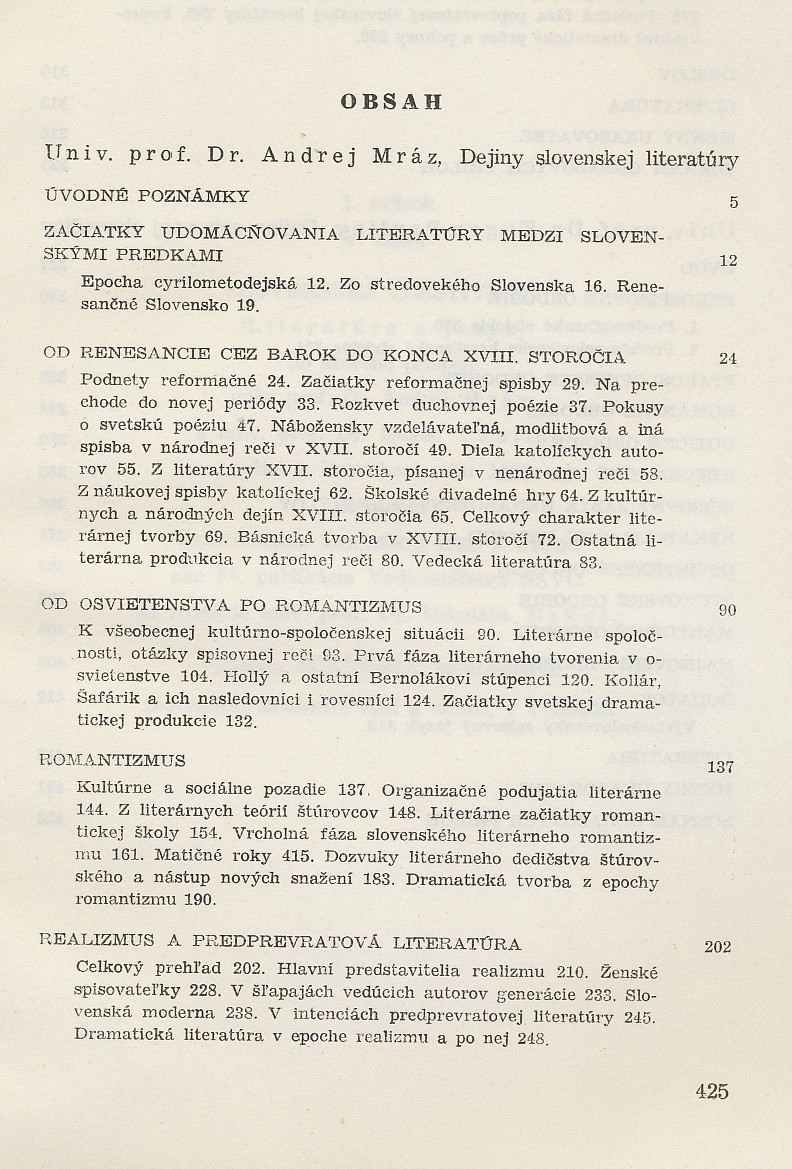 OBSAH
Univ. prof. Dr. Andrej Mráz, Dejiny slovenskej literatúry
ÚVODNÉ POZNÁMKY 5
ZAČIATKY UDOMÁCŇOVANIA LITERATÚRY MEDZI SLOVEN-
SKÝMI PREDKAMI 12
Epocha cyrilometodejská 12. Zo stredovekého Slovenska 16. Rene-
sančné Slovensko 19.
OD RENESANCIE CEZ BAROK DO KONCA XVIII. STOROČIA 24
Podnety reformačné 24. Začiatky reformačnej spisby 29. Na pre-
chode do novej periódy 33. Rozkvet duchovnej poézie 37. Pokusy
o svetskú poéziu 47. Nábožensky vzdelávateľná, modlitbová a iná
spisba v národnej reči v XVII. storočí 49. Diela katolíckych auto-
rov 55. Z literatúry XVII. storočia, písanej v nenárodnej reči 58.
Z náukovej spisby katolíckej 62. Školské divadelné hry 64. Z kultúr-
nych a národných dejín XVIII. storočia 65. Celkový charakter lite-
rárnej tvorby 69. Básnická tvorba v XVIII. storočí 72. Ostatná li-
terárna produkcia v národnej reči 80. Vedecká literatúra 83.
OD OSVIETENSTVA PO ROMANTIZMUS 90
K všeobecnej kultúrno-spoločenskej situácii 90. Literárne spoloč-
nosti, otázky spisovnej reči 93. Prvá fáza literárneho tvorenia v o-
svietenstve 104. Hollý a ostatní Bernolákovi stúpenci 120. Kollár,
Šafárik a ich nasledovníci i rovesníci 124. Začiatky svetskej drama-
tickej produkcie 132.
ROMANTIZMUS 137
Kultúrne a sociálne pozadie 137. Organizačné podujatia literárne
144. Z literárnych teórií štúrovcov 148. Literárne začiatky roman-
tickej školy 154. Vrcholná fáza slovenského literárneho romantiz-
mu 161. Matičné roky 415. Dozvuky literárneho dedičstva štúrov-
ského a nástup nových snažení 183. Dramatická tvorba z epochy
romantizmu 190.
REALIZMUS A PREDPREVRATOVÁ LITERATÚRA 202
Celkový prehľad 202. Hlavní predstavitelia realizmu 210. Ženské
spisovateľky 228. V šľapajách vedúcich autorov generácie 233. Slo-
venská moderna 238. V intenciách predprevratovej literatúry 245.
Dramatická literatúra v epoche realizmu a po nej 248.
425